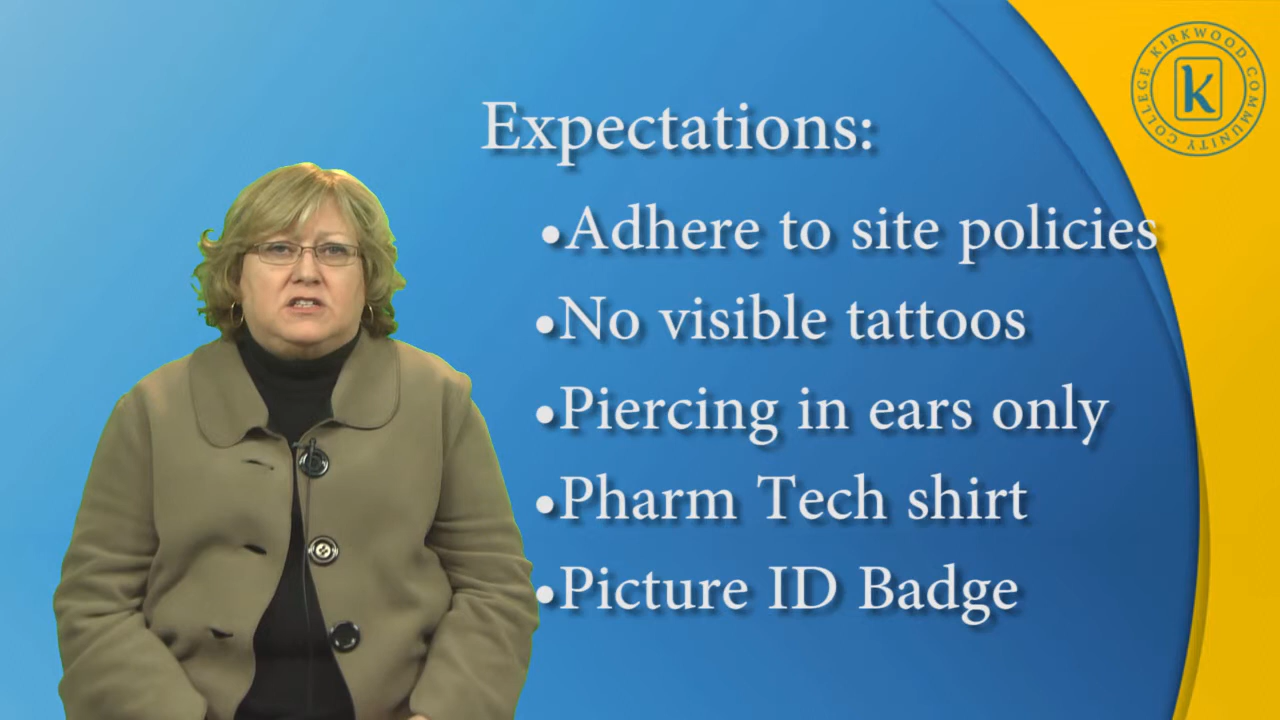 Expectations:
•Adhere to site policies
•No visible tattoos
•Piercing in ears only
•Pharm Tech shirt
•Picture ID Badge
KIRKWOOD COMMUNITY COLLEGE
k